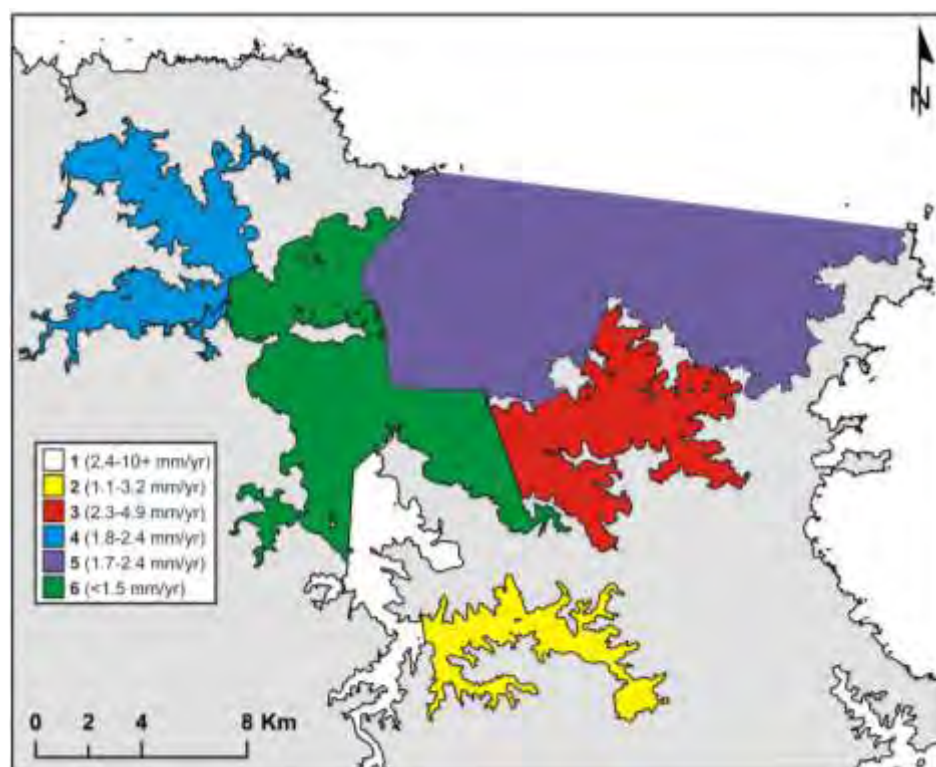 N
1 (2.4-10+ mm/yr)
2 (1.1-3.2 mm/yr)
3 (2.3-4.9 mm/yr)
4 (1.8-2.4 mm/yr)
5 (1.7-2.4 mm/yr)
6 (<1.5 mm/yr)
0 2 4 8 Km